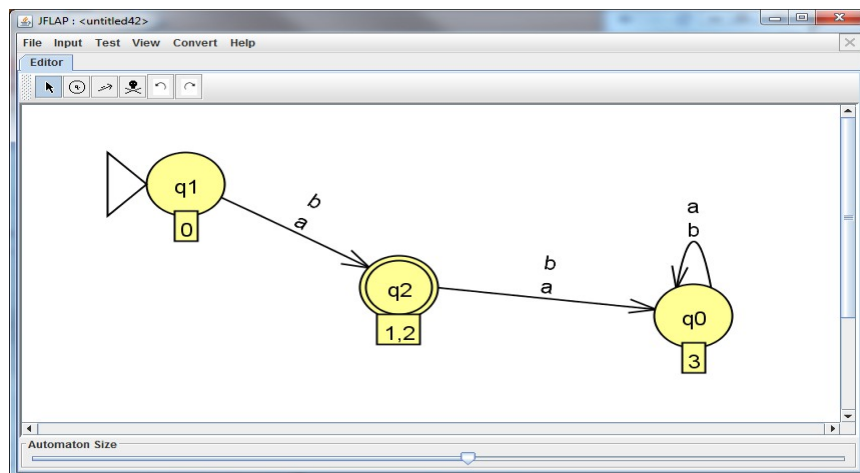 JFLAP : <untitled42>
File Input Test View Convert Help
Editor
q1
0
b
a
q2
1,2
b
a
a
b
q0
3
Automaton Size